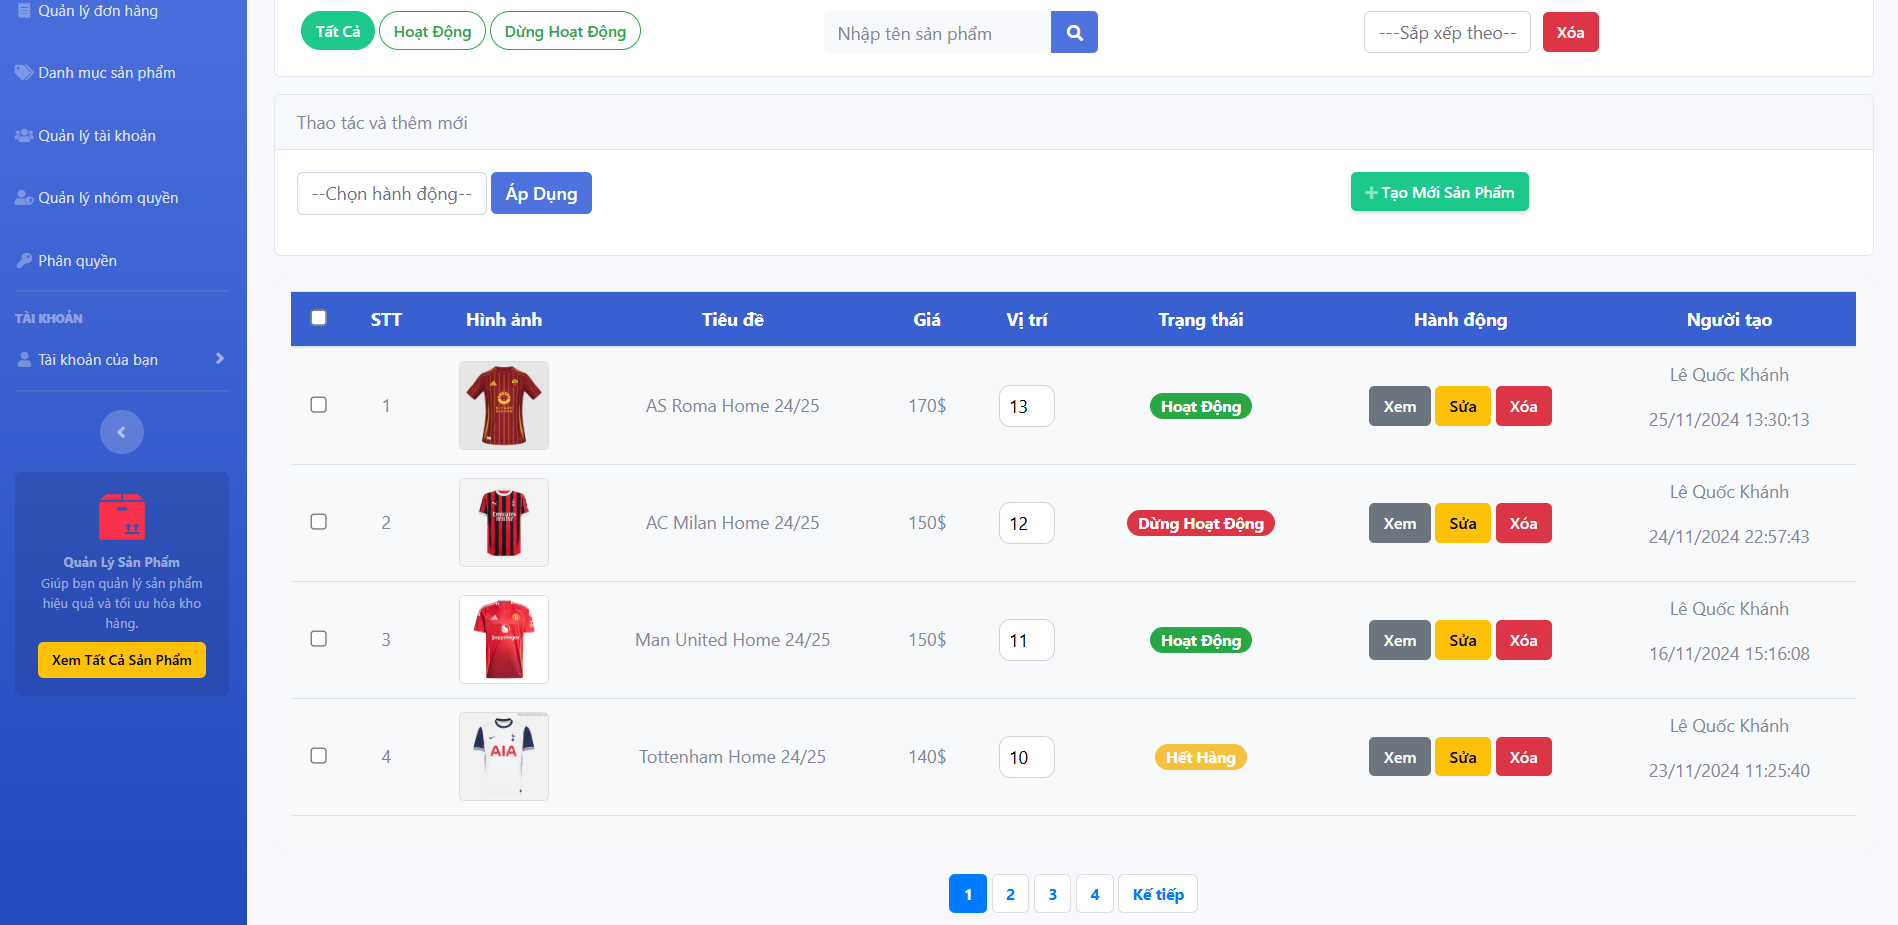 Quản lý đơn hàng
Danh mục sản phẩm
Quản lý tài khoản
Quản lý nhóm quyền
Phân quyền
TÀI KHOẢN
Tài khoản của bạn
Quản Lý Sản Phẩm
Giúp bạn quản lý sản phẩm
hiệu quả và tối ưu hóa kho
hàng.
Xem Tất Cả Sản Phẩm
Tất Cả Hoạt Động Dừng Hoạt Động Nhập tên sản phẩm ---Sắp xếp theo-- Xóa
Thao tác và thêm mới
--Chọn hành động-- Áp Dụng Tạo Mới Sản Phẩm
STT Hình ảnh Tiêu đề Giá Vị trí Trạng thái Hành động Người tạo
1 AS Roma Home 24/25 170$ 13 Hoạt Động Xem Sửa Xóa Lê Quốc Khánh
25/11/2024 13:30:13
2 Emirates AC Milan Home 24/25 150$ 12 Dừng Hoạt Động Xem Sửa Xóa Lê Quốc Khánh
24/11/2024 22:57:43
3 Snapdragon Man United Home 24/25 150$ 11 Hoạt Động Xem Sửa Xóa Lê Quốc Khánh
16/11/2024 15:16:08
4 AIA Tottenham Home 24/25 140$ 10 Hết Hàng Xem Sửa Xóa Lê Quốc Khánh
23/11/2024 11:25:40
1 2 3 4 Kế tiếp